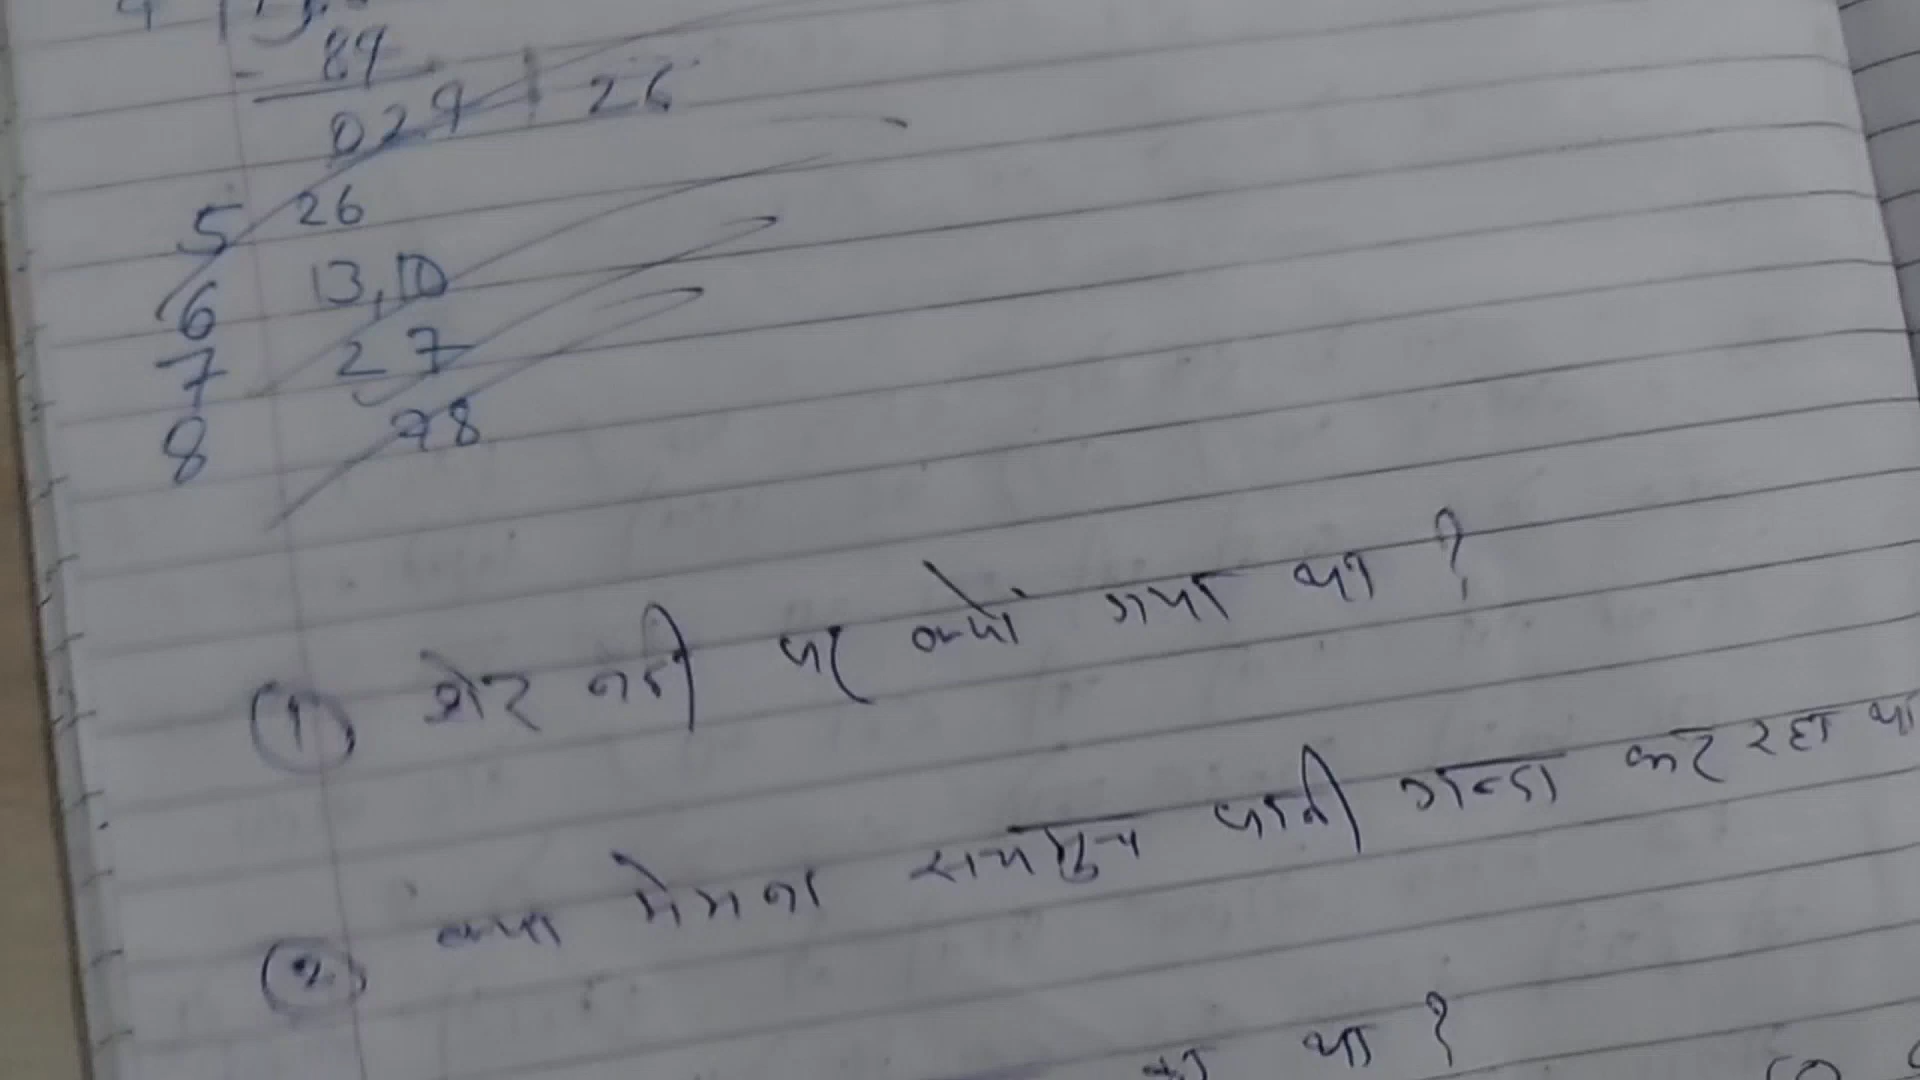 - 84
029 | 26
5 26
6 13, 10
7 27
8 78
(1) शेर नदी पर क्यों गया था ?
(2) क्या मेमना सचमुच पानी गन्दा कर रहा था
था ?